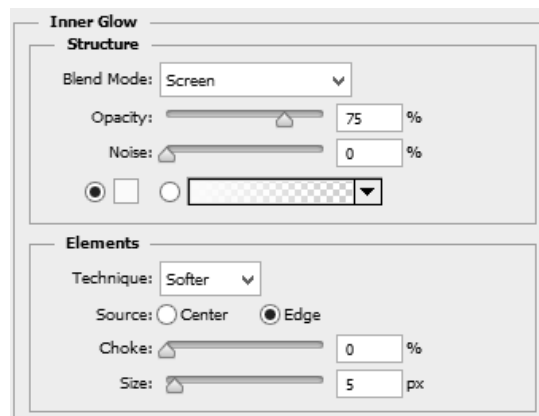 Inner Glow
Structure
Blend Mode: Screen
Opacity: 75 %
Noise: 0 %
Elements
Technique: Softer
Source: Center Edge
Choke: 0 %
Size: 5 px